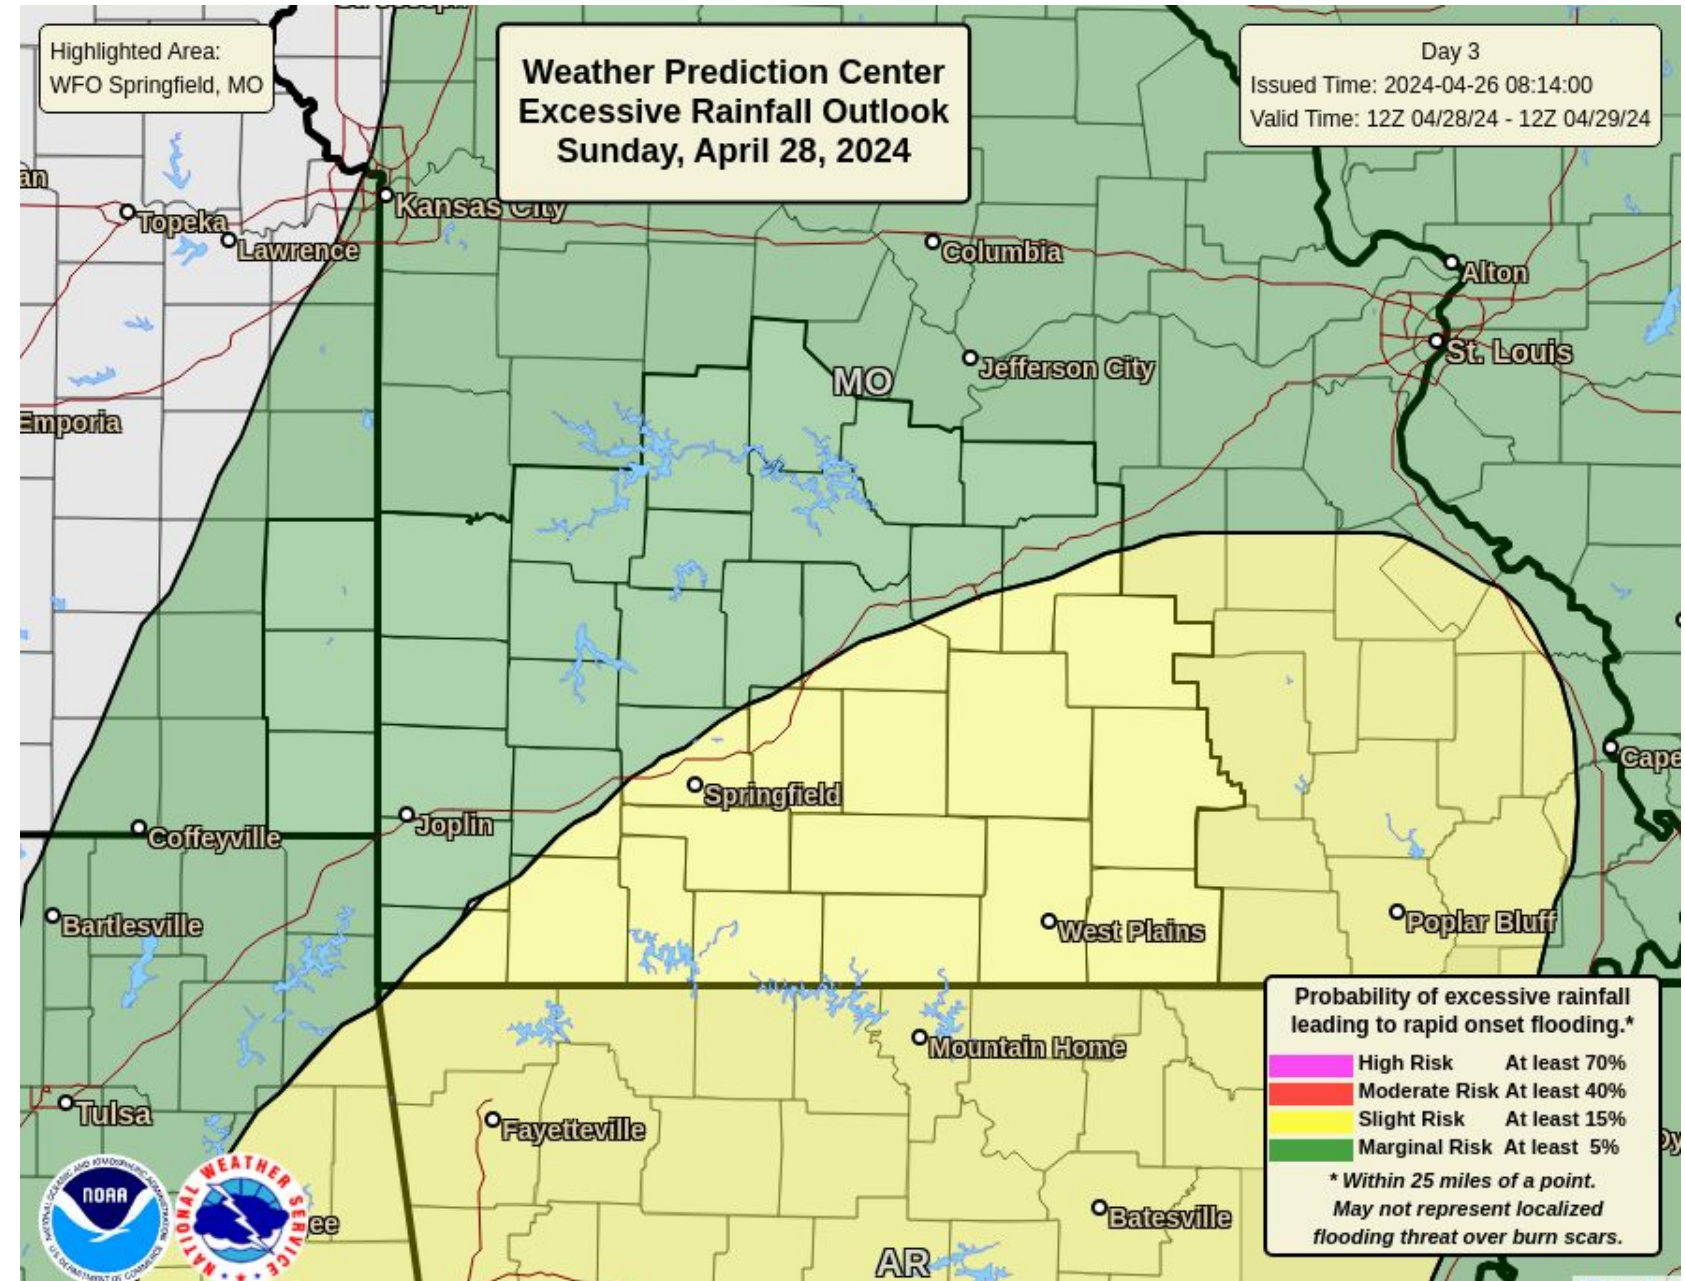 Highlighted Area:
WFO Springfield, MO
Weather Prediction Center
Excessive Rainfall Outlook
Sunday, April 28, 2024
Day 3
Issued Time: 2024-04-26 08:14:00
Valid Time: 12Z 04/28/24 - 12Z 04/29/24
Topeka
Lawrence
Kansas City
Columbia
Alton
St. Louis
Jefferson City
MO
Emporia
Springfield
Joplin
Coffeyville
Cape
Bartlesville
West Plains
Poplar Bluff
Mountain Home
Tulsa
Fayetteville
Batesville
AR
Probability of excessive rainfall
leading to rapid onset flooding.*
High Risk At least 70%
Moderate Risk At least 40%
Slight Risk At least 15%
Marginal Risk At least 5%
* Within 25 miles of a point.
May not represent localized
flooding threat over burn scars.
NOAA
NATIONAL WEATHER SERVICE